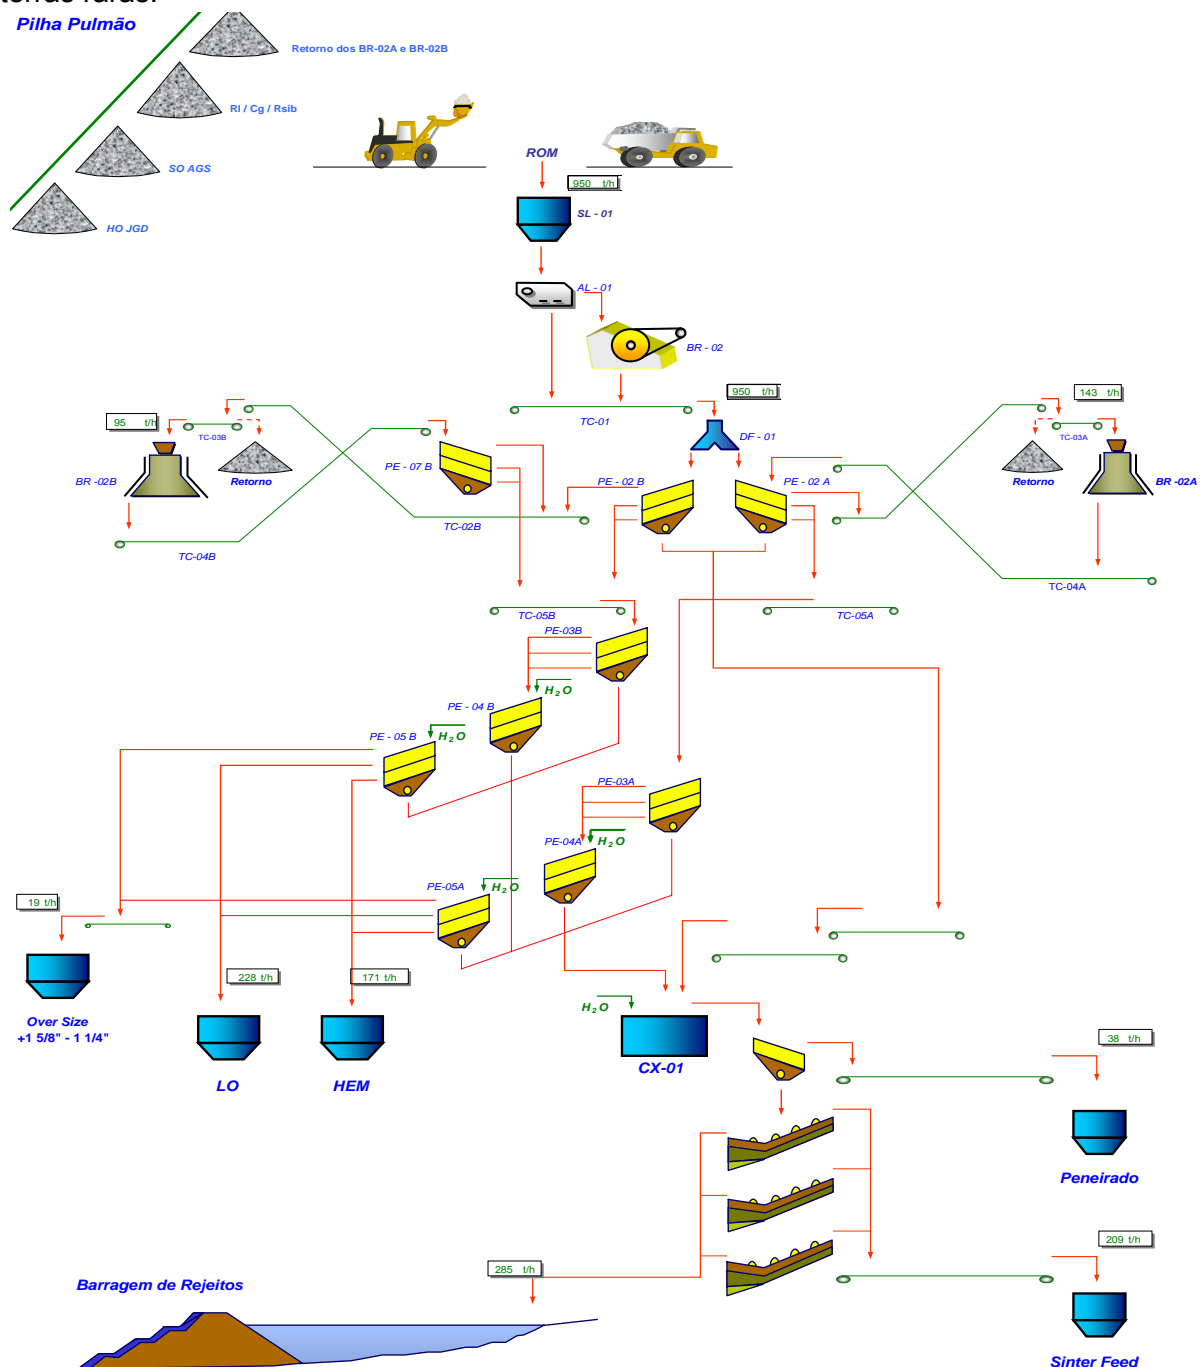 terras raras.
Pilha Pulmão
Retorno dos BR-02A e BR-02B
RI / Cg / Rsib
SO AGS
HO JGD
ROM
950 t/h
SL - 01
AL - 01
BR - 02
950 t/h
TC-01
DF - 01
95 t/h
TC-03B
BR -02B
Retorno
PE - 07 B
PE - 02 B
PE - 02 A
143 t/h
TC-03A
Retorno
BR -02A
TC-02B
TC-04B
TC-04A
TC-05B
TC-05A
PE-03B
H₂O
PE - 04 B
PE - 05 B
H₂O
PE-03A
PE-04A
H₂O
PE-05A
H₂O
19 t/h
228 t/h
171 t/h
H₂O
Over Size
+1 5/8" - 1 1/4"
LO
HEM
CX-01
38 t/h
Peneirado
209 t/h
285 t/h
Barragem de Rejeitos
Sinter Feed